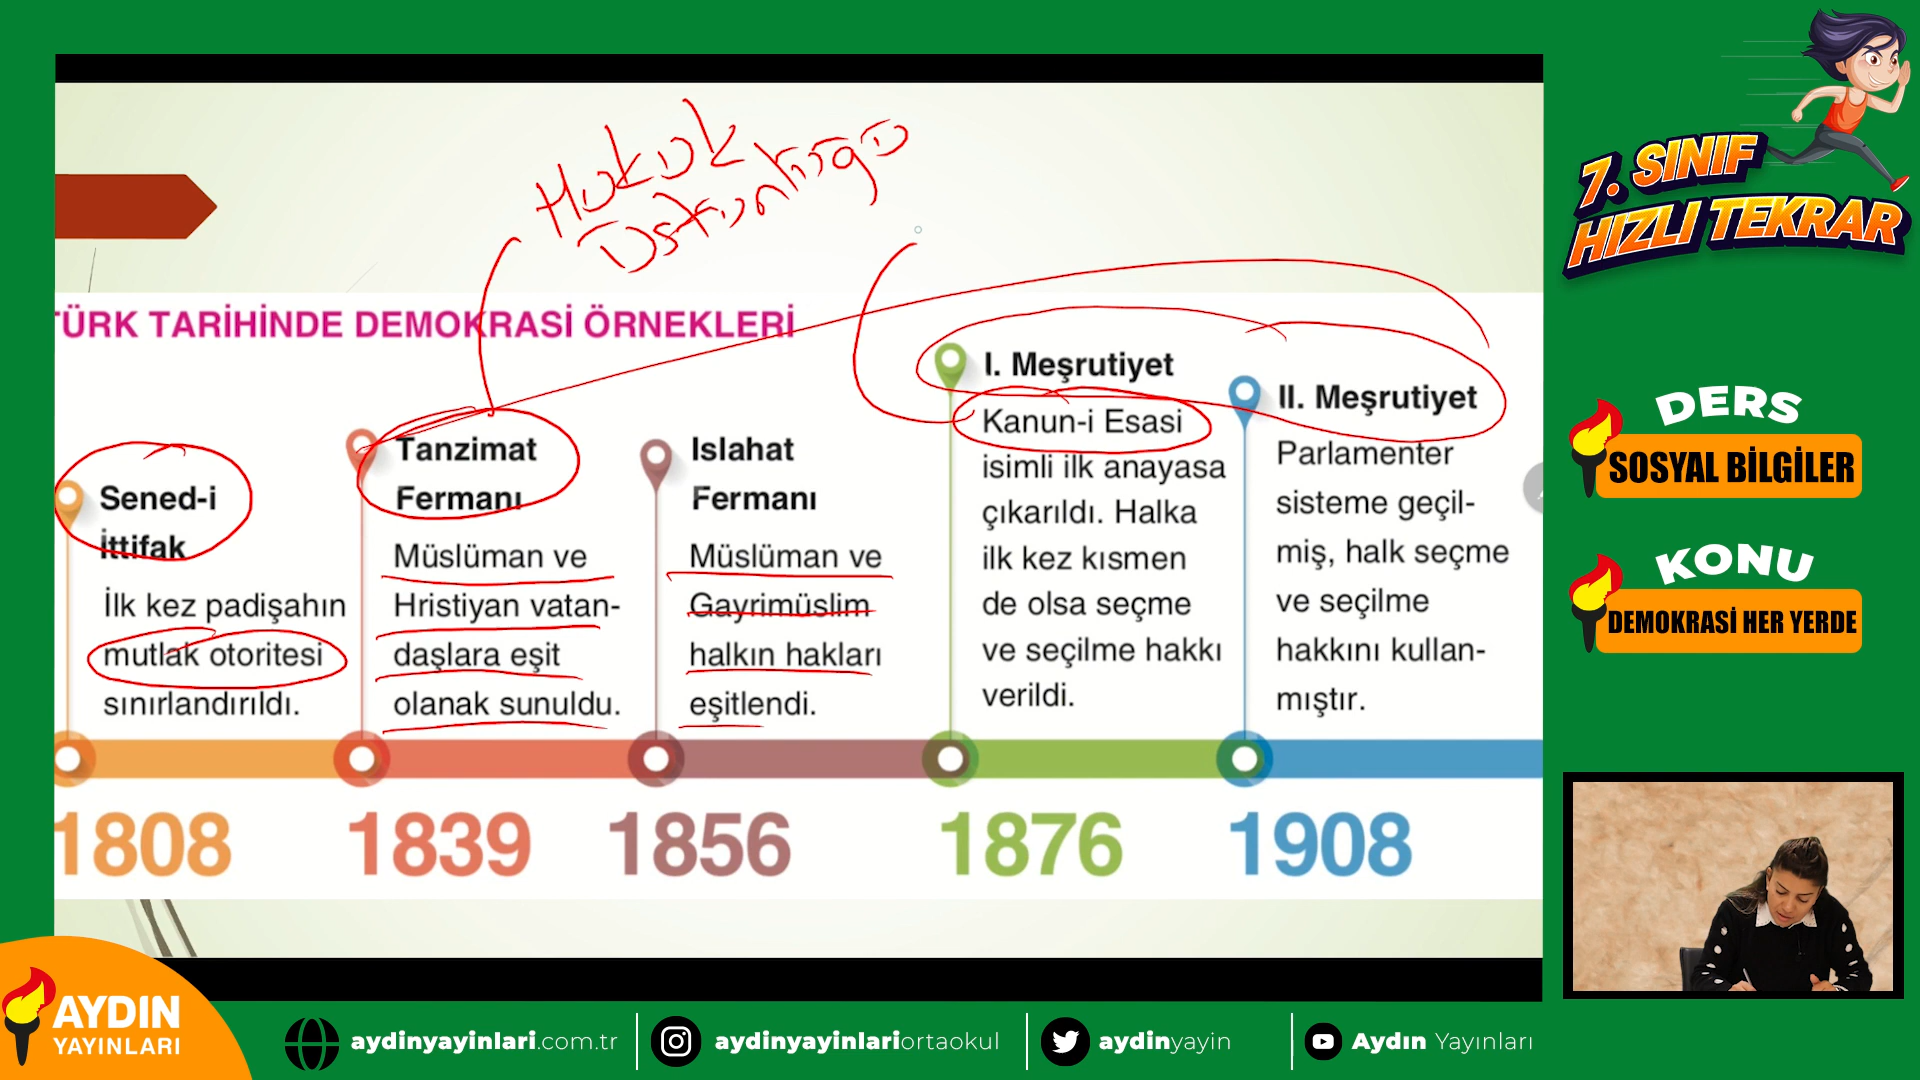 7. SINIF
HIZLI TEKRAR
Hukuk
Üstünlüğü
TÜRK TARİHİNDE DEMOKRASİ ÖRNEKLERİ
Sened-i
İttifak
İlk kez padişahın
mutlak otoritesi
sınırlandırıldı.
1808
Tanzimat
Fermanı
Müslüman ve
Hristiyan vatan-
daşlara eşit
olanak sunuldu.
1839
Islahat
Fermanı
Müslüman ve
Gayrimüslim
halkın hakları
eşitlendi.
1856
I. Meşrutiyet
Kanun-i Esasi
isimli ilk anayasa
çıkarıldı. Halka
ilk kez kısmen
de olsa seçme
ve seçilme hakkı
verildi.
1876
II. Meşrutiyet
Parlamenter
sisteme geçil-
miş, halk seçme
ve seçilme
hakkını kullan-
mıştır.
1908
DERS
SOSYAL BİLGİLER
KONU
DEMOKRASİ HER YERDE
AYDIN
YAYINLARI
aydinyayinlari.com.tr
aydinyayinlariortaokul
aydinyayin
Aydın Yayınları